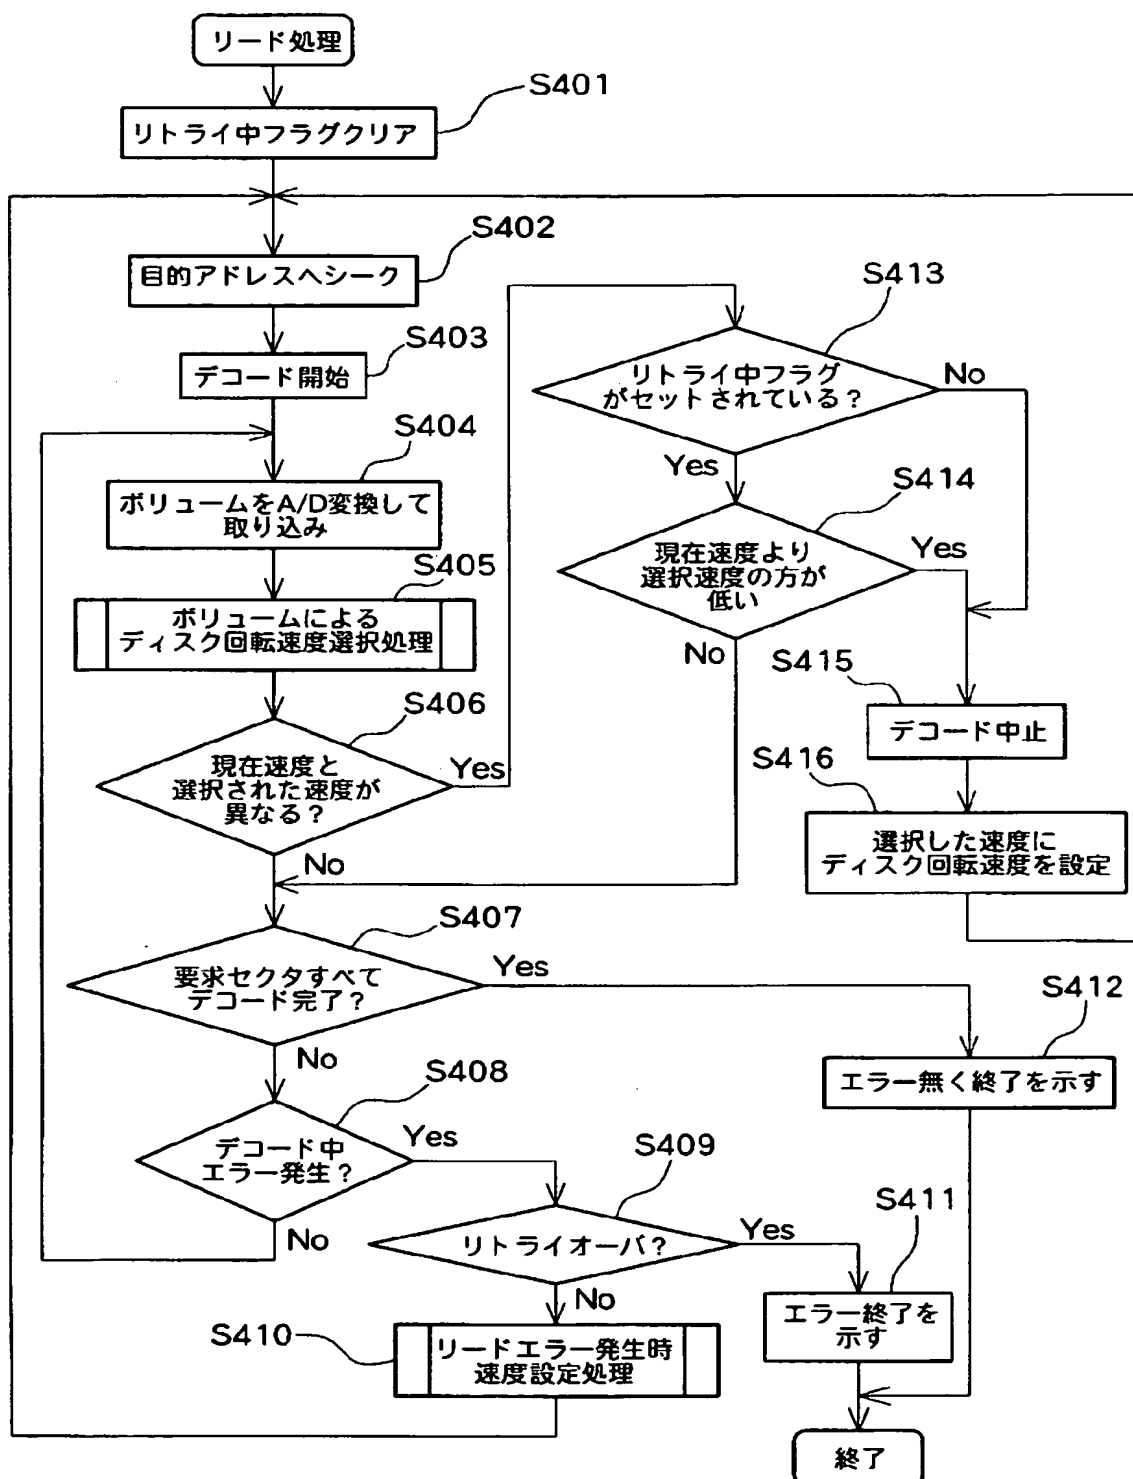 リード処理
S401
リトライ中フラグクリア
S402
目的アドレスへシーク
S403
デコード開始
S404
ボリュームをA/D変換して
取り込み
S405
ボリュームによる
ディスク回転速度選択処理
S406
現在速度と
選択された速度が
異なる?
Yes
No
S413
リトライ中フラグ
がセットされている?
No
Yes
S414
現在速度より
選択速度の方が
低い
Yes
No
S415
デコード中止
S416
選択した速度に
ディスク回転速度を設定
S407
要求セクタすべて
デコード完了?
Yes
No
S412
エラー無く終了を示す
S408
デコード中
エラー発生?
Yes
No
S409
リトライオーバ?
Yes
No
S411
エラー終了を
示す
S410
リードエラー発生時
速度設定処理
終了